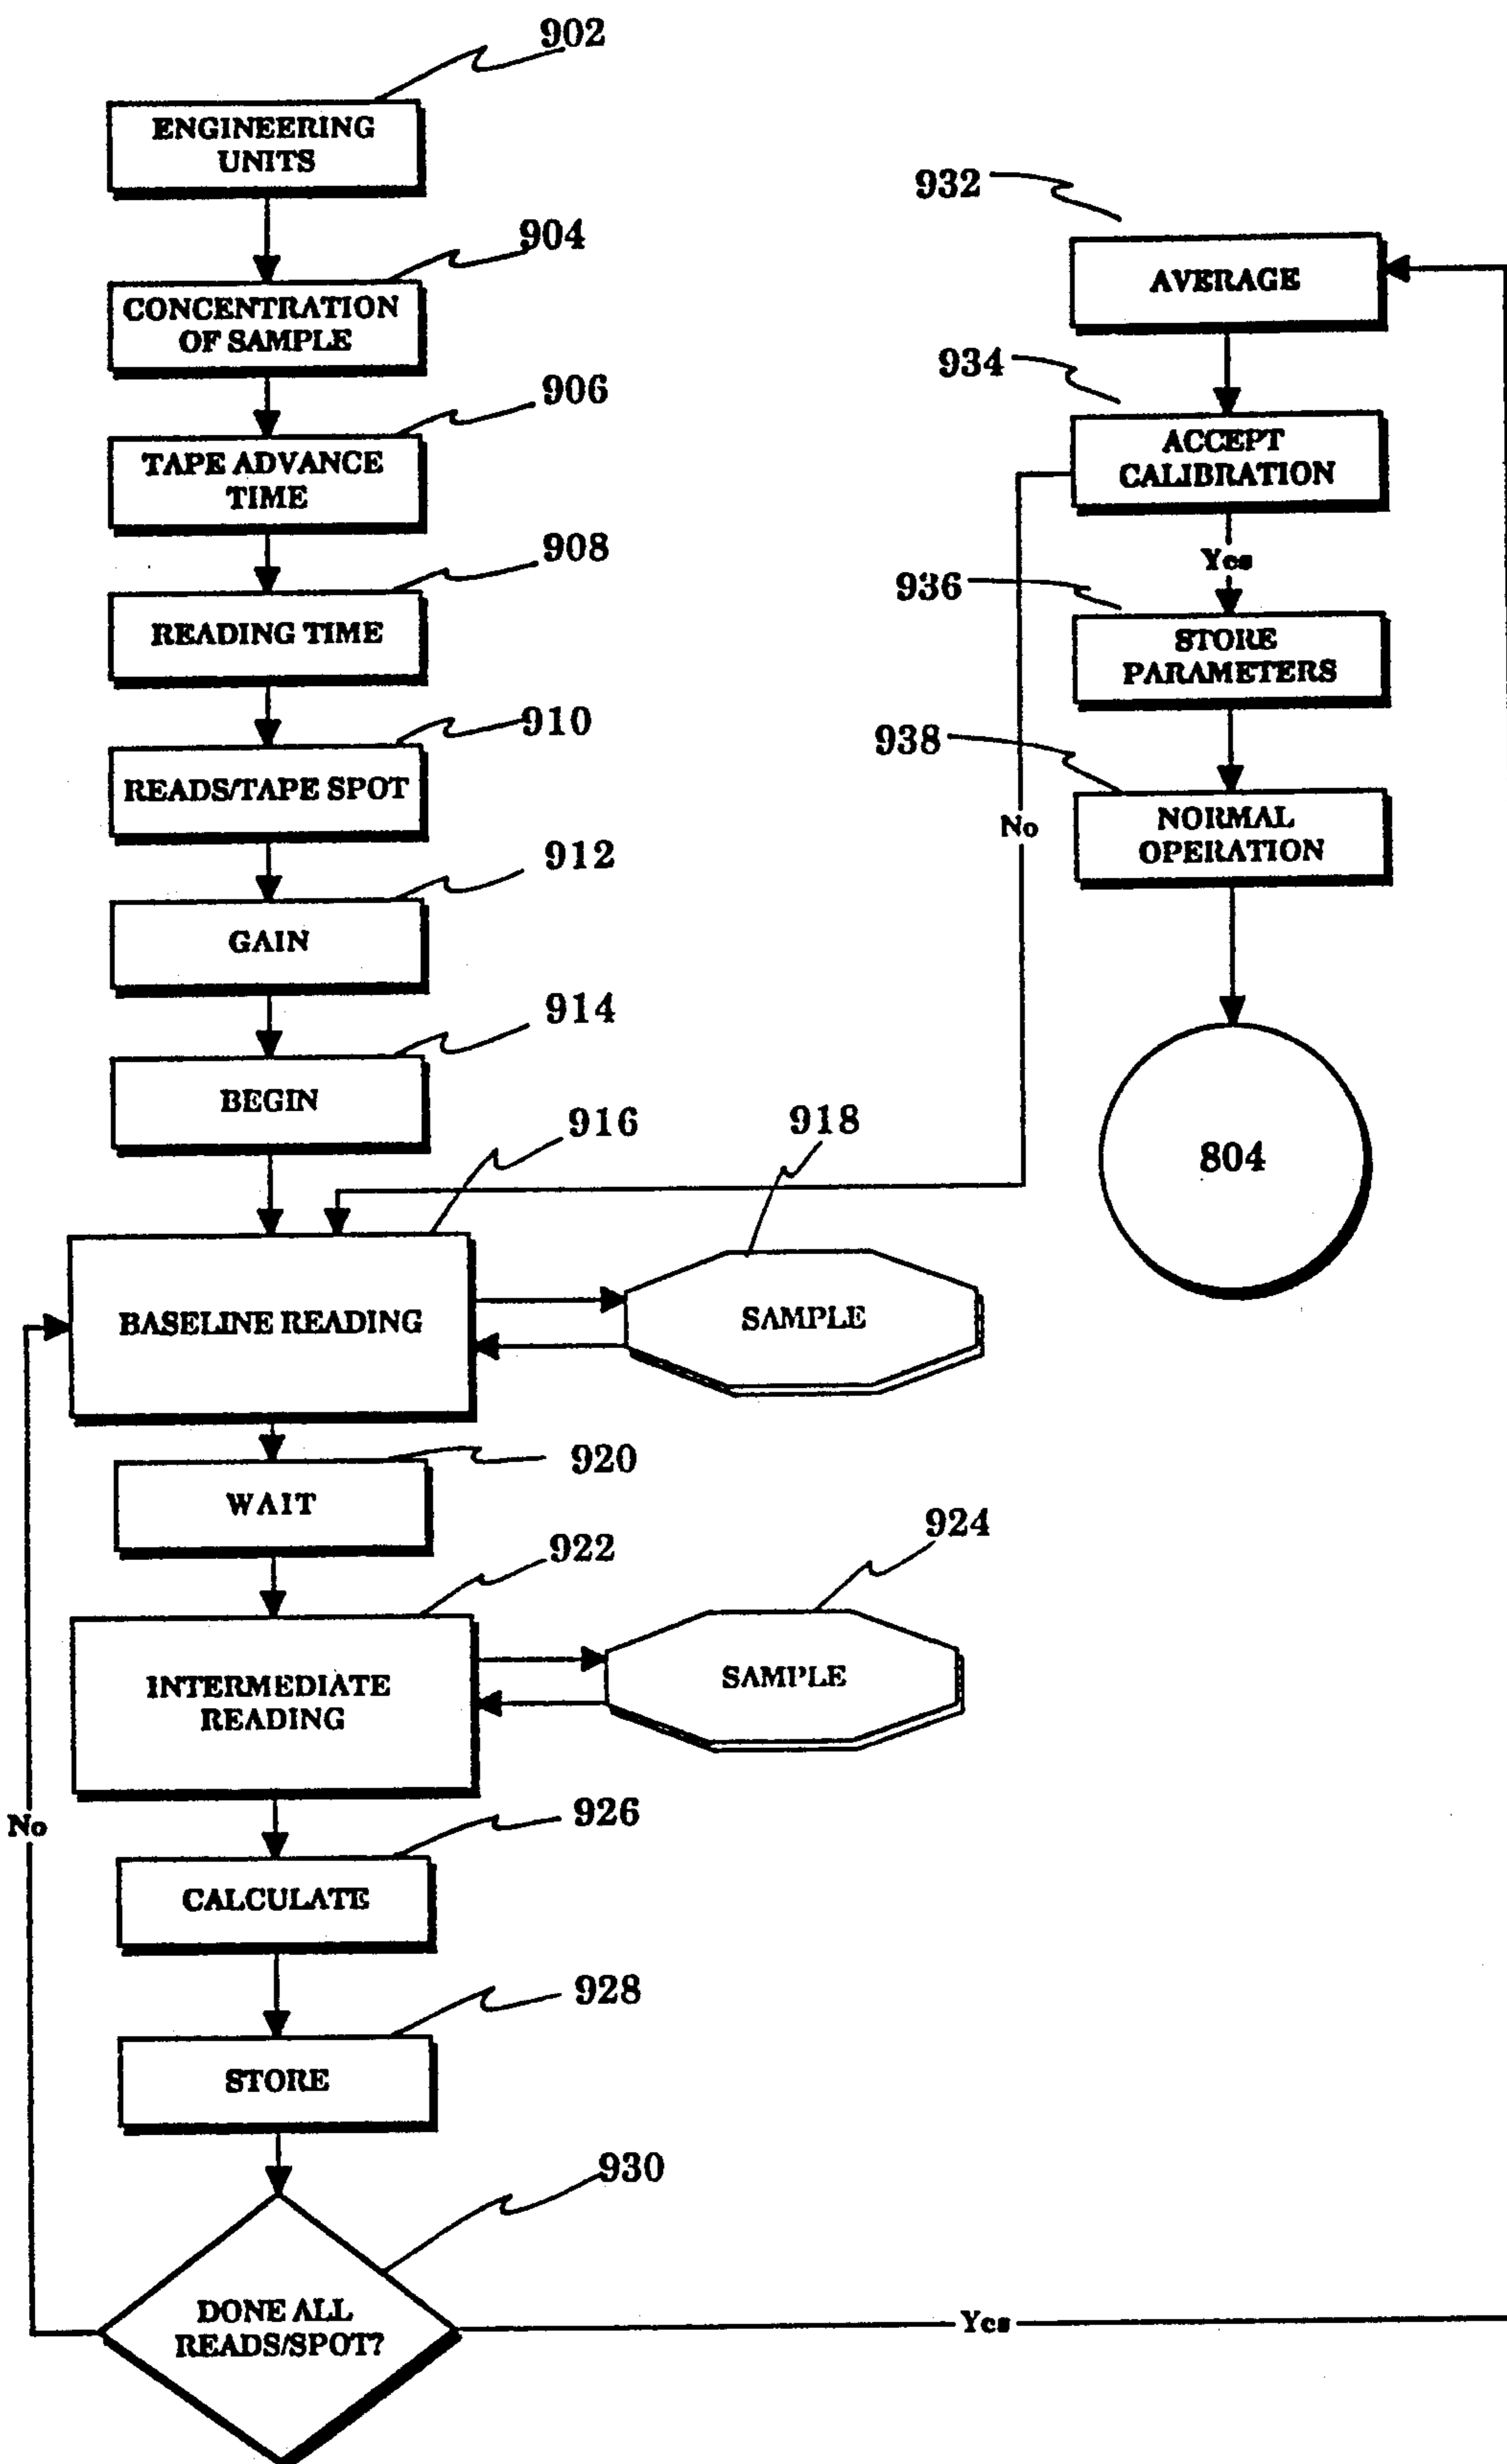 902
ENGINEERING
UNITS
904
CONCENTRATION
OF SAMPLE
906
TAPE ADVANCE
TIME
908
READING TIME
910
READS/TAPE SPOT
912
GAIN
914
BEGIN
916
BASELINE READING
918
SAMPLE
920
WAIT
922
INTERMEDIATE
READING
924
SAMPLE
926
CALCULATE
928
STORE
930
DONE ALL
READS/SPOT?
No
Yes
932
AVERAGE
934
ACCEPT
CALIBRATION
Yes
No
936
STORE
PARAMETERS
938
NORMAL
OPERATION
804